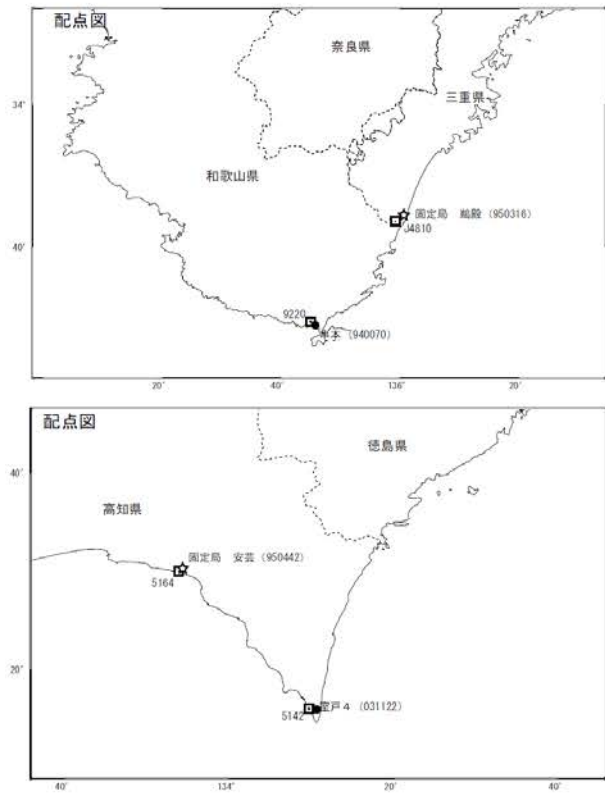 配点図
奈良県
三重県
34'
和歌山県
固定局 鵜殿（950316）
J4810
40'
9220
串本（940070）
20' 40' 136' 20'
配点図
徳島県
40'
高知県
固定局 安芸（950442）
5164
20'
室戸4（031122）
5142
40' 134' 20' 40'